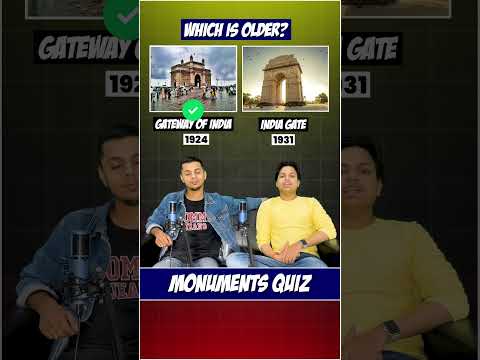 WHICH IS OLDER?
GATEWAY OF INDIA
INDIA GATE
1924
1931
MONUMENTS QUIZ